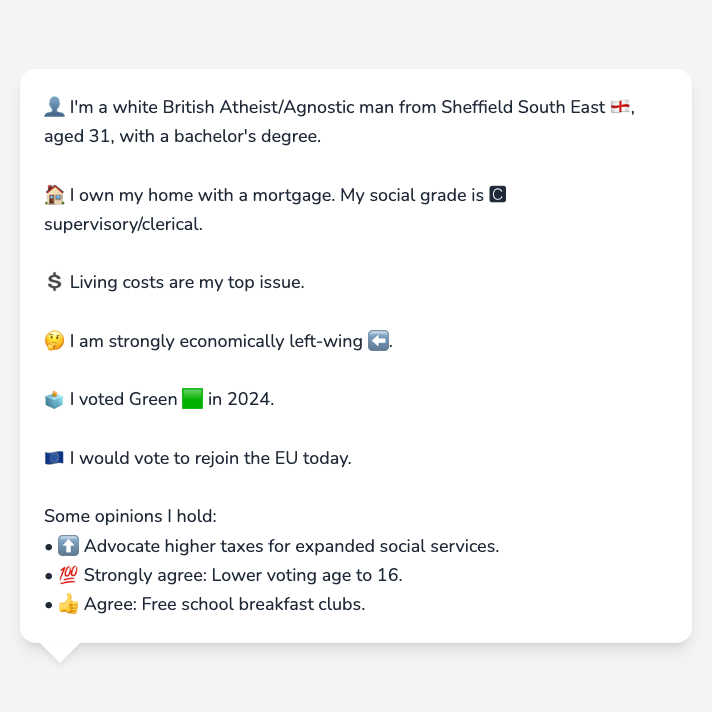 👤 I'm a white British Atheist/Agnostic man from Sheffield South East 🏴󠁧󠁢󠁥󠁮󠁧󠁿,
aged 31, with a bachelor's degree.
🏠 I own my home with a mortgage. My social grade is 🅲
supervisory/clerical.
💲 Living costs are my top issue.
🤔 I am strongly economically left-wing ⬅️.
🗳️ I voted Green 🟩 in 2024.
🇪🇺 I would vote to rejoin the EU today.
Some opinions I hold:
• ⬆️ Advocate higher taxes for expanded social services.
• 💯 Strongly agree: Lower voting age to 16.
• 👍 Agree: Free school breakfast clubs.